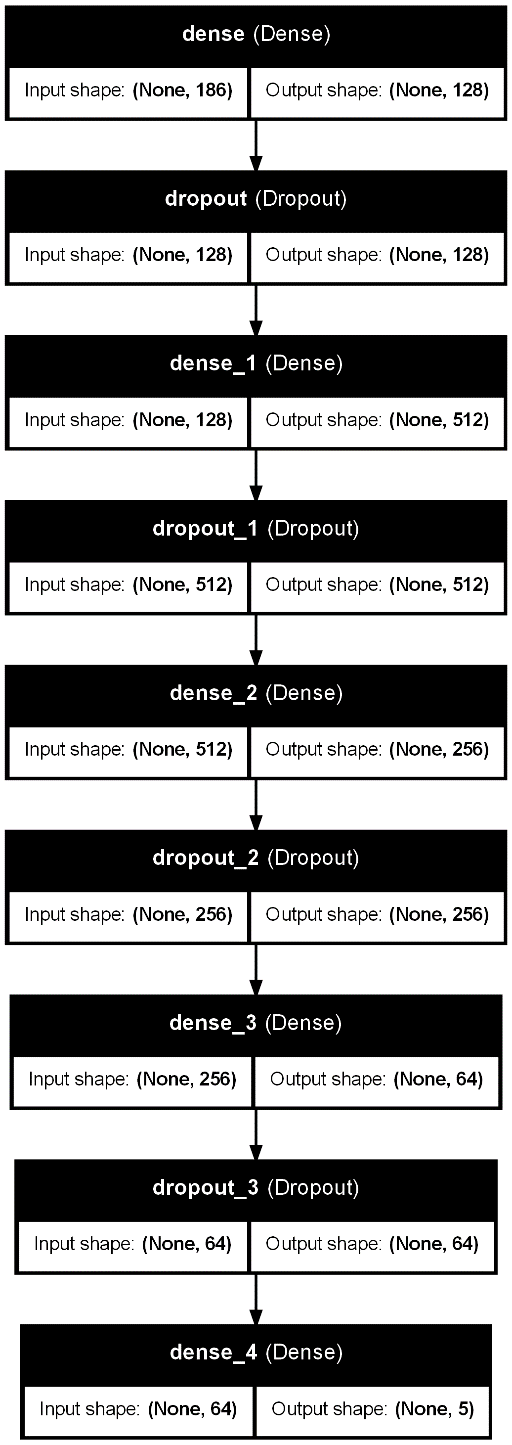 dense (Dense)
Input shape: (None, 186) Output shape: (None, 128)
dropout (Dropout)
Input shape: (None, 128) Output shape: (None, 128)
dense_1 (Dense)
Input shape: (None, 128) Output shape: (None, 512)
dropout_1 (Dropout)
Input shape: (None, 512) Output shape: (None, 512)
dense_2 (Dense)
Input shape: (None, 512) Output shape: (None, 256)
dropout_2 (Dropout)
Input shape: (None, 256) Output shape: (None, 256)
dense_3 (Dense)
Input shape: (None, 256) Output shape: (None, 64)
dropout_3 (Dropout)
Input shape: (None, 64) Output shape: (None, 64)
dense_4 (Dense)
Input shape: (None, 64) Output shape: (None, 5)